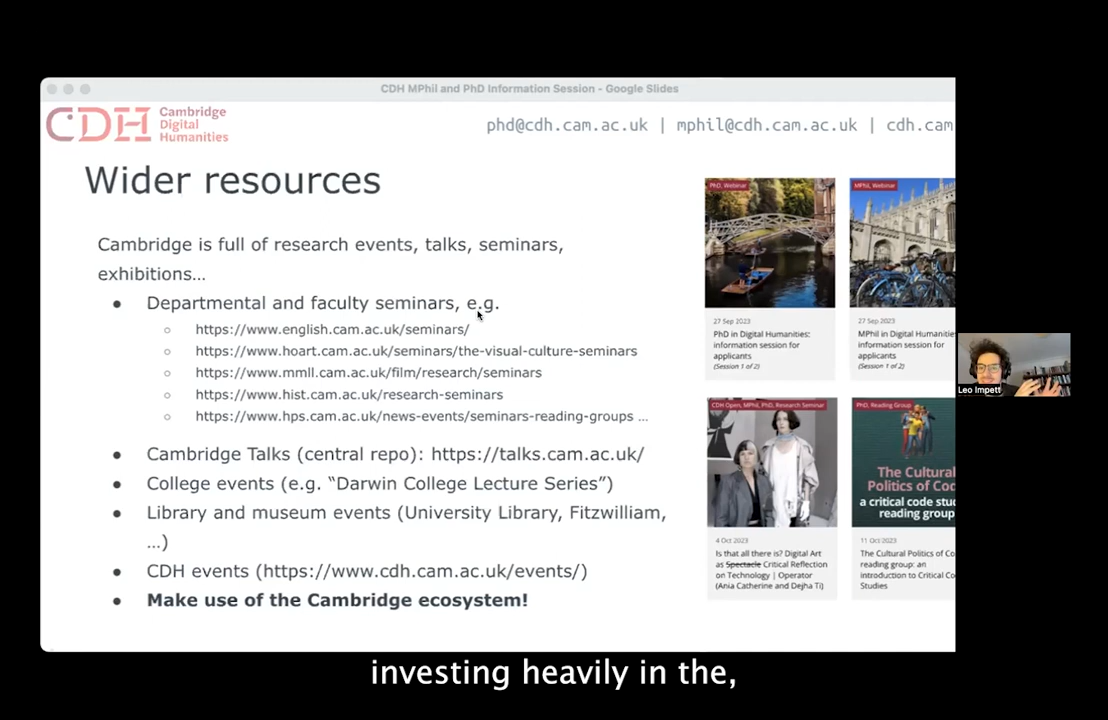 CDH MPhil and PhD Information Session - Google Slides
CDH
Cambridge
Digital
Humanities
phd@cdh.cam.ac.uk | mphil@cdh.cam.ac.uk | cdh.cam
Wider resources
Cambridge is full of research events, talks, seminars,
exhibitions…
• Departmental and faculty seminars, e.g.
○ https://www.english.cam.ac.uk/seminars/
○ https://www.hoart.cam.ac.uk/seminars/the-visual-culture-seminars
○ https://www.mmll.cam.ac.uk/film/research/seminars
○ https://www.hist.cam.ac.uk/research-seminars
○ https://www.hps.cam.ac.uk/news-events/seminars-reading-groups ...
• Cambridge Talks (central repo): https://talks.cam.ac.uk/
• College events (e.g. “Darwin College Lecture Series”)
• Library and museum events (University Library, Fitzwilliam,
…)
• CDH events (https://www.cdh.cam.ac.uk/events/)
• Make use of the Cambridge ecosystem!
PhD, Webinar
27 Sep 2023
PhD in Digital Humanities:
information session for
applicants
(Session 1 of 2)
MPhil, Webinar
27 Sep 2023
MPhil in Digital Humanitie
information session for
applicants
(Session 1 of 2)
CDH Open, MPhil, PhD, Research Seminar
4 Oct 2023
Is that all there is? Digital Art
as Spectacle Critical Reflection
on Technology | Operator
(Ania Catherine and Dejha Ti)
PhD, Reading Group
The Cultural
Politics of Coc
a critical code stuc
reading group
11 Oct 2023
The Cultural Politics of Co
reading group: an
introduction to Critical Co
Studies
Leo Impett
investing heavily in the,